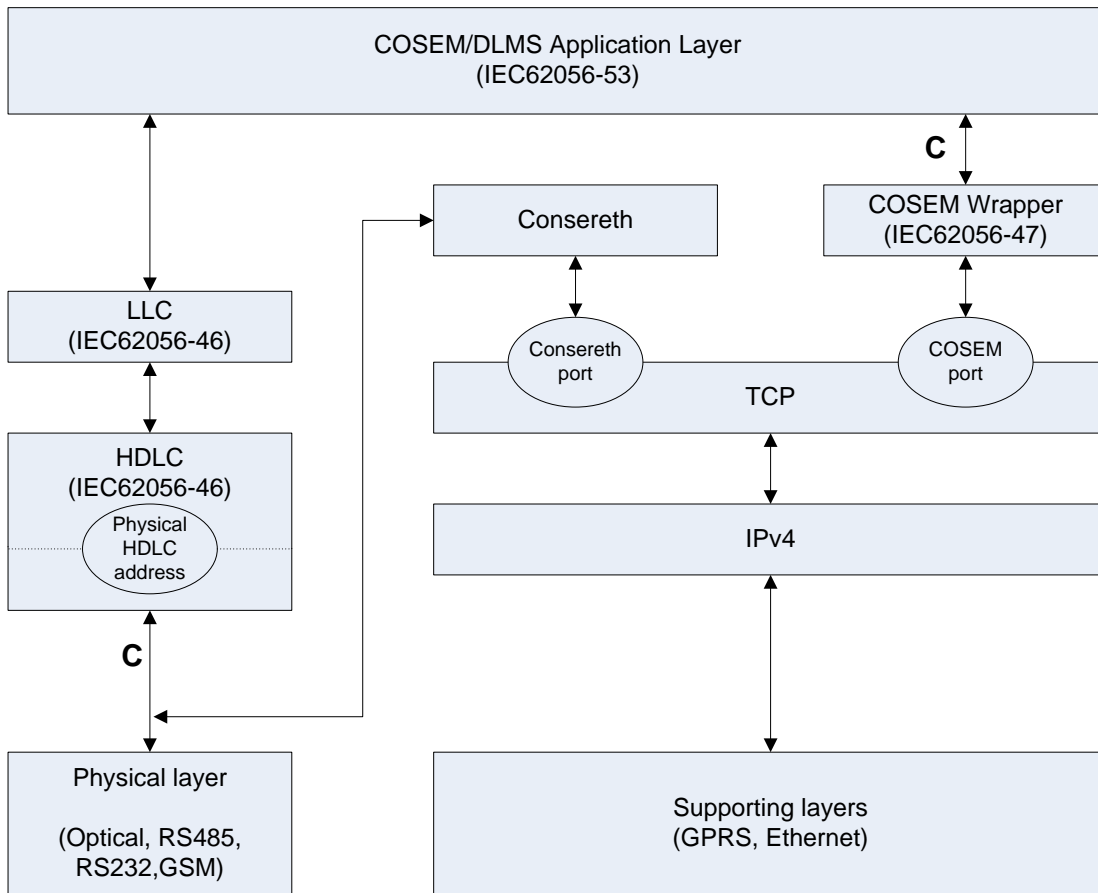 COSEM/DLMS Application Layer
(IEC62056-53)
C
Consereth
COSEM Wrapper
(IEC62056-47)
LLC
(IEC62056-46)
Consereth
port
COSEM
port
TCP
HDLC
(IEC62056-46)
Physical
HDLC
address
IPv4
C
Physical layer
(Optical, RS485,
RS232,GSM)
Supporting layers
(GPRS, Ethernet)